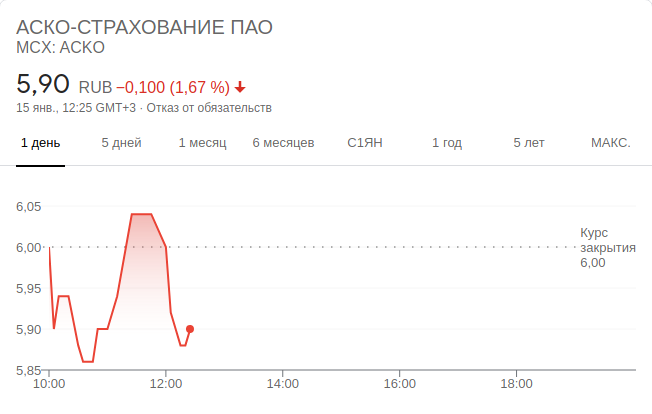 АСКО-СТРАХОВАНИЕ ПАО
MCX: ACKO
5,90 RUB −0,100 (1,67 %)
15 янв., 12:25 GMT+3 · Отказ от обязательств
1 день 5 дней 1 месяц 6 месяцев С1ЯН 1 год 5 лет МАКС.
6,05
Курс
6,00 закрытия
6,00
5,95
5,90
5,85
10:00 12:00 14:00 16:00 18:00